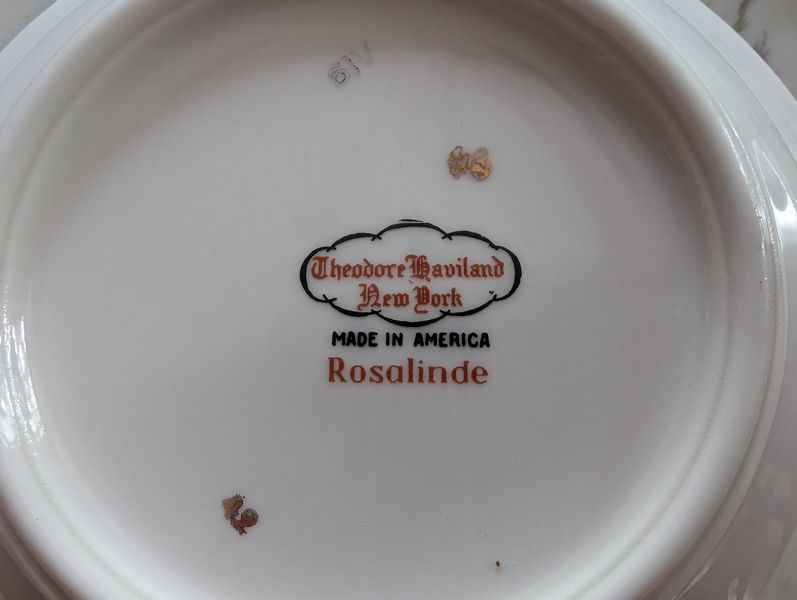 Theodore Haviland
New York
MADE IN AMERICA
Rosalinde